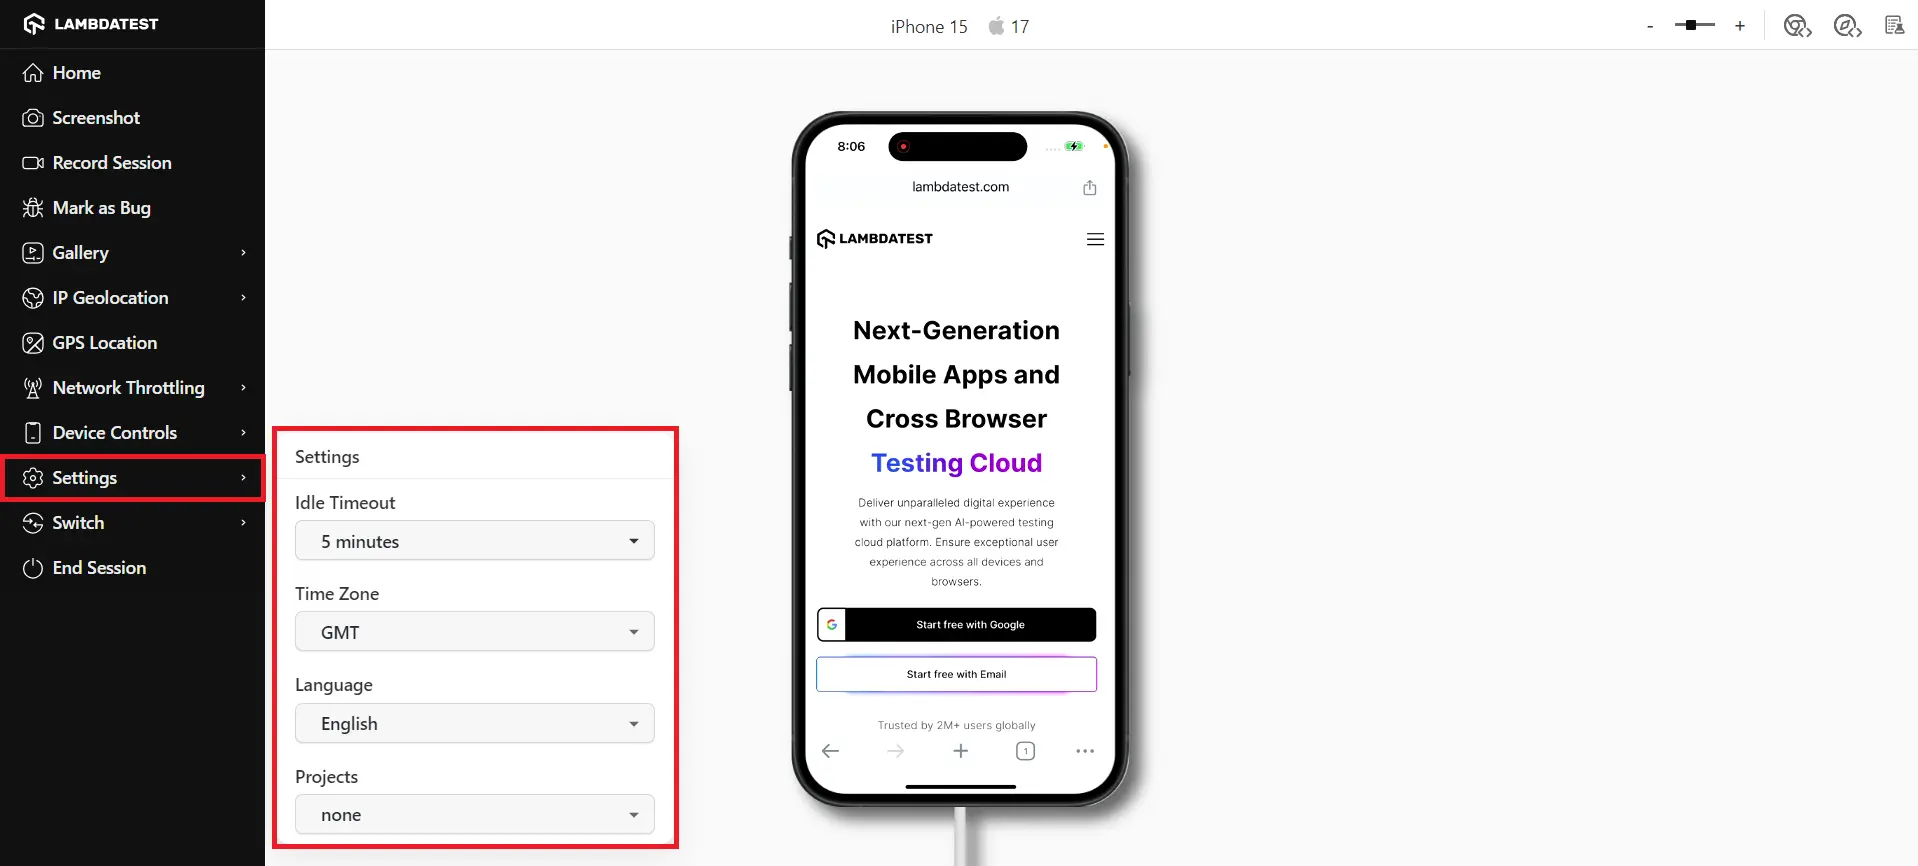 LAMBDATEST
Home
Screenshot
Record Session
Mark as Bug
Gallery
IP Geolocation
GPS Location
Network Throttling
Device Controls
Settings
Switch
End Session
iPhone 15 17
- +
Settings
Idle Timeout
5 minutes
Time Zone
GMT
Language
English
Projects
none
8:06
lambdatest.com
LAMBDATEST
Next-Generation
Mobile Apps and
Cross Browser
Testing Cloud
Deliver unparalleled digital experience
with our next-gen AI-powered testing
cloud platform. Ensure exceptional user
experience across all devices and
browsers.
G
Start free with Google
Start free with Email
Trusted by 2M+ users globally
1